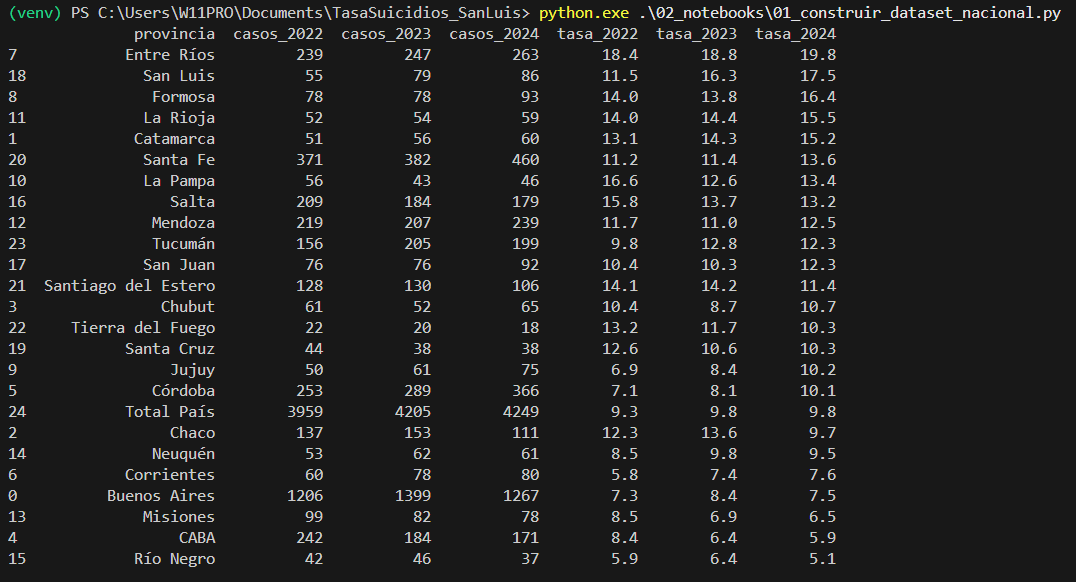 (venv) PS C:\Users\W11PRO\Documents\TasaSuicidios_SanLuis> python.exe .\02_notebooks\01_construir_dataset_nacional.py
provincia casos_2022 casos_2023 casos_2024 tasa_2022 tasa_2023 tasa_2024
7 Entre Ríos 239 247 263 18.4 18.8 19.8
18 San Luis 55 79 86 11.5 16.3 17.5
8 Formosa 78 78 93 14.0 13.8 16.4
11 La Rioja 52 54 59 14.0 14.4 15.5
1 Catamarca 51 56 60 13.1 14.3 15.2
20 Santa Fe 371 382 460 11.2 11.4 13.6
10 La Pampa 56 43 46 16.6 12.6 13.4
16 Salta 209 184 179 15.8 13.7 13.2
12 Mendoza 219 207 239 11.7 11.0 12.5
23 Tucumán 156 205 199 9.8 12.8 12.3
17 San Juan 76 76 92 10.4 10.3 12.3
21 Santiago del Estero 128 130 106 14.1 14.2 11.4
3 Chubut 61 52 65 10.4 8.7 10.7
22 Tierra del Fuego 22 20 18 13.2 11.7 10.3
19 Santa Cruz 44 38 38 12.6 10.6 10.3
9 Jujuy 50 61 75 6.9 8.4 10.2
5 Córdoba 253 289 366 7.1 8.1 10.1
24 Total País 3959 4205 4249 9.3 9.8 9.8
2 Chaco 137 153 111 12.3 13.6 9.7
14 Neuquén 53 62 61 8.5 9.8 9.5
6 Corrientes 60 78 80 5.8 7.4 7.6
0 Buenos Aires 1206 1399 1267 7.3 8.4 7.5
13 Misiones 99 82 78 8.5 6.9 6.5
4 CABA 242 184 171 8.4 6.4 5.9
15 Río Negro 42 46 37 5.9 6.4 5.1